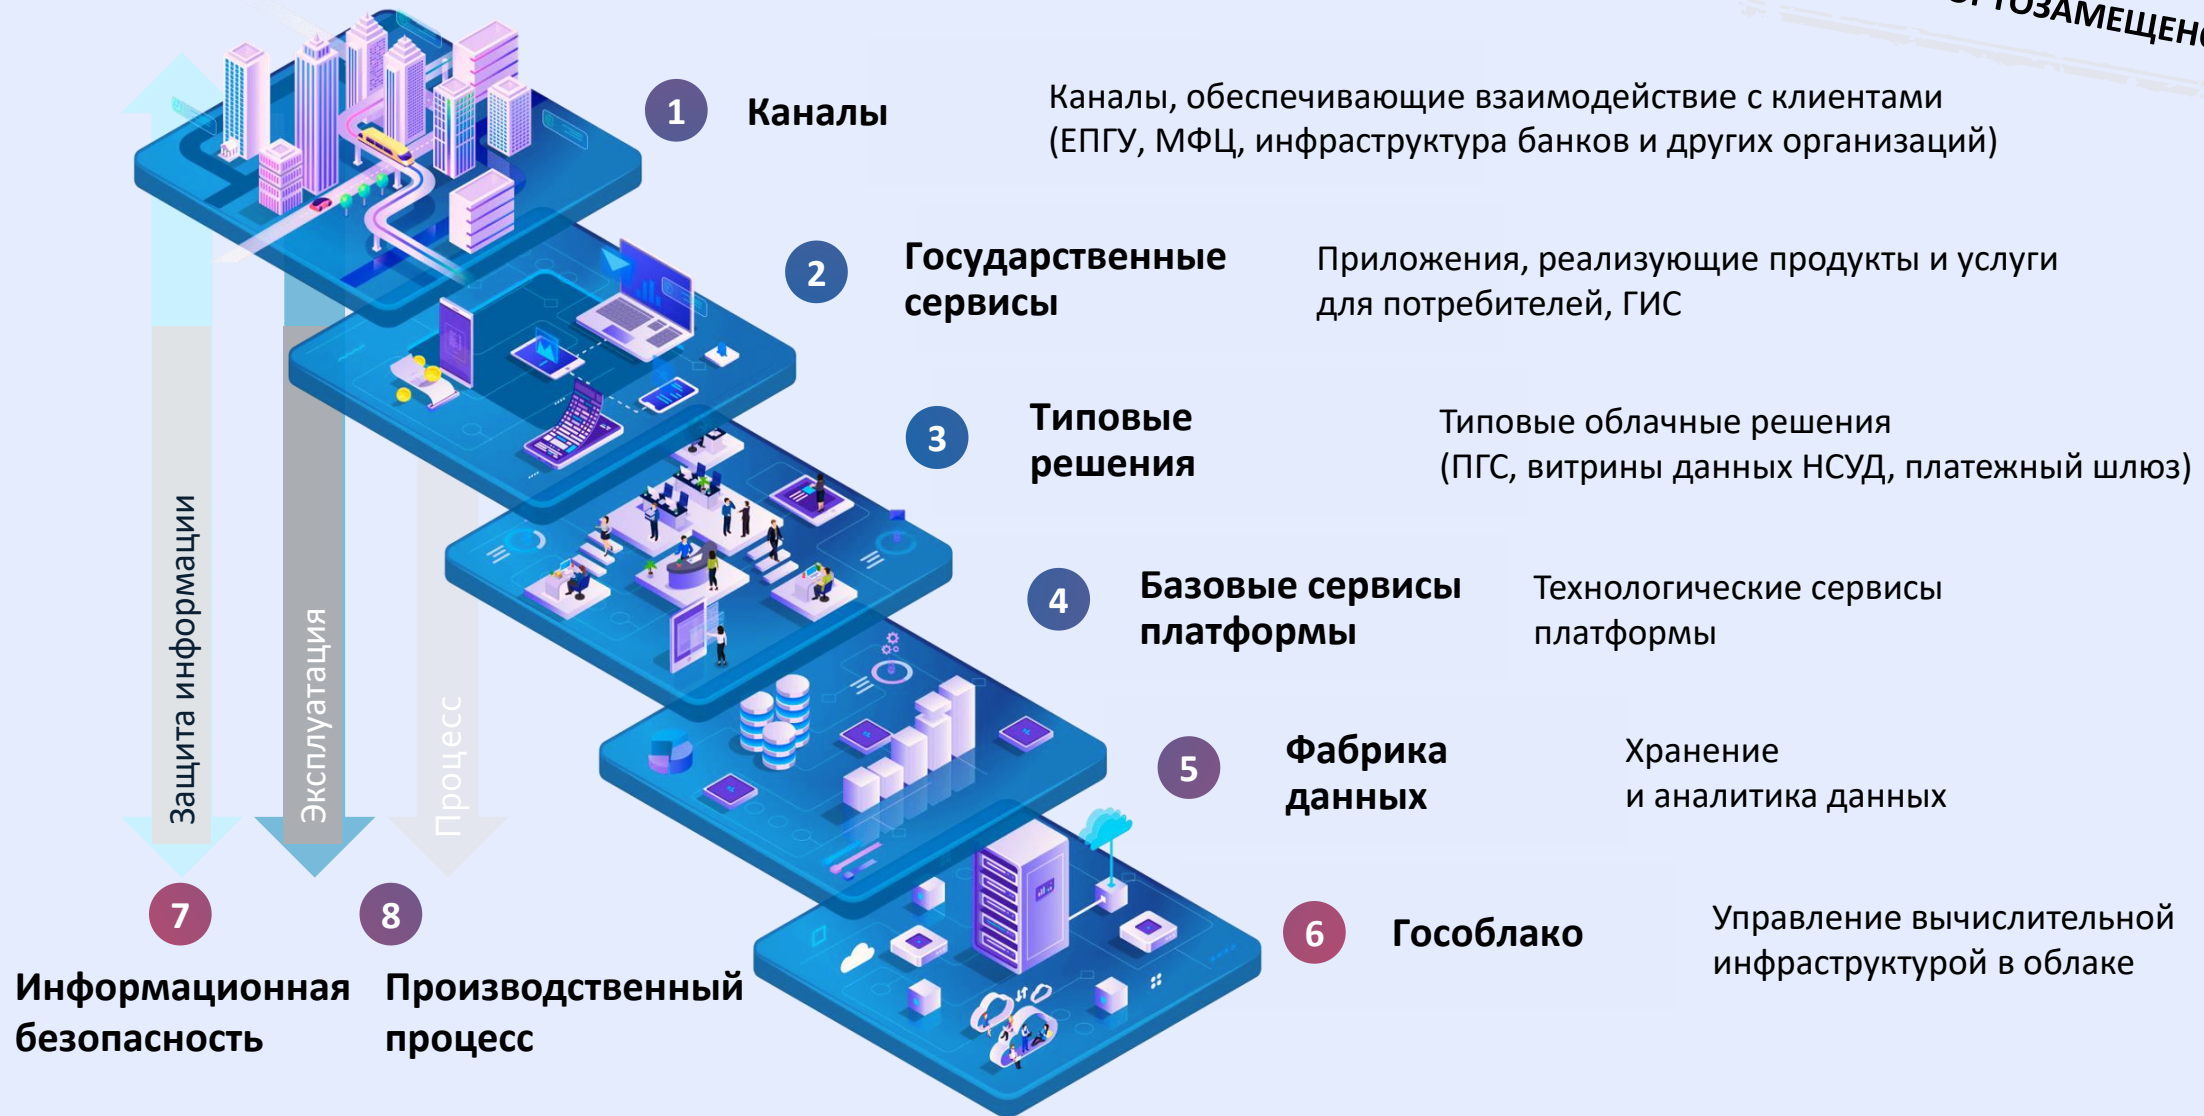 1
Каналы
Каналы, обеспечивающие взаимодействие с клиентами
(ЕПГУ, МФЦ, инфраструктура банков и других организаций)
2
Государственные
сервисы
Приложения, реализующие продукты и услуги
для потребителей, ГИС
3
Типовые
решения
Типовые облачные решения
(ПГС, витрины данных НСУД, платежный шлюз)
4
Базовые сервисы
платформы
Технологические сервисы
платформы
5
Фабрика
данных
Хранение
и аналитика данных
6
Гособлако
Управление вычислительной
инфраструктурой в облаке
Защита информации
Эксплуатация
Процесс
7
Информационная
безопасность
8
Производственный
процесс